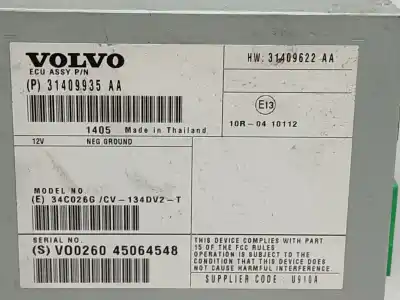 VOLVO
ECU ASSY P/N
(P) 31409935 AA
HW: 31409622 AA
E13
10R-04 10112
1405 Made in Thailand
12V NEG GROUND
MODEL NO
(E) 34C026G /CV-134DV2-T
SERIAL NO.
(S) VO0260 45064548
THIS DEVICE COMPLIES WITH PART
15 OF THE FCC RULES
OPERATION IS SUBJECT TO THE
CONDITION THAT THIS DEVICE DOES
NOT CAUSE HARMFUL INTERFERENCE
SUPPLIER CODE U910A